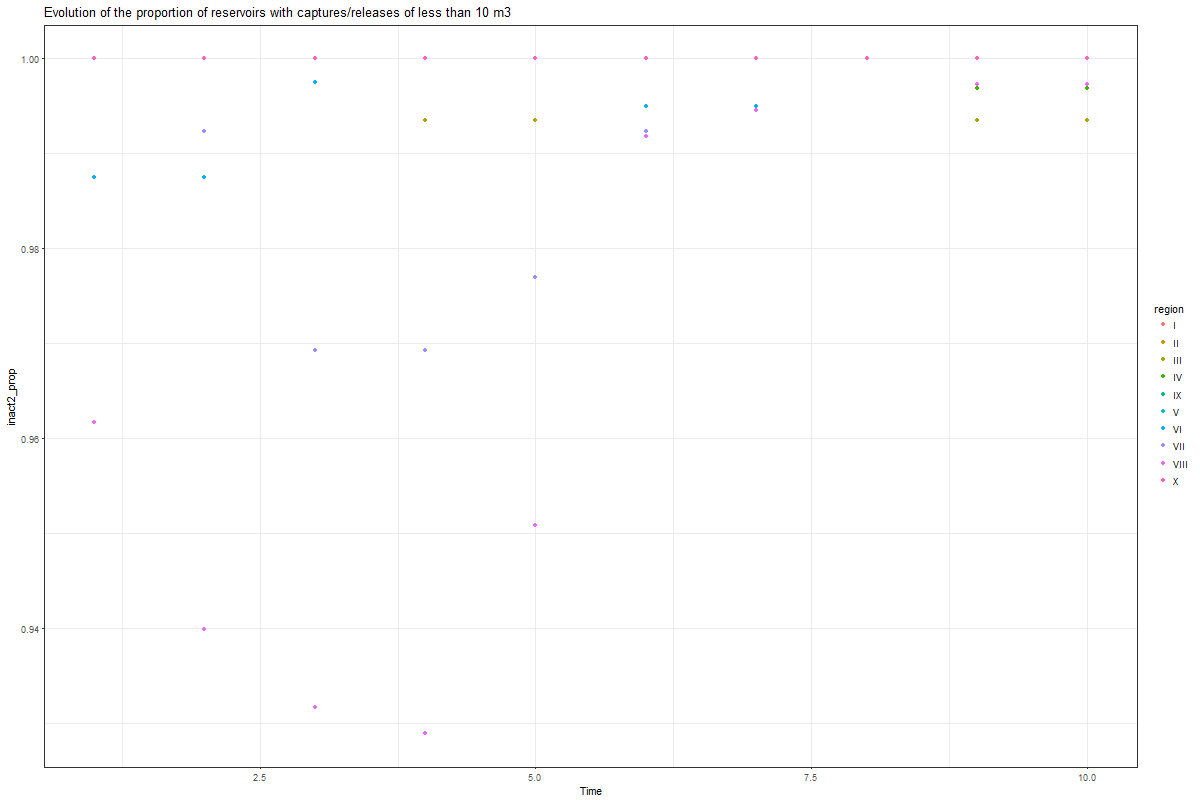 Evolution of the proportion of reservoirs with captures/releases of less than 10 m3
inact2_prop
1.00
0.98
0.96
0.94
2.5
5.0
7.5
10.0
Time
region
I
II
III
IV
IX
V
VI
VII
VIII
X